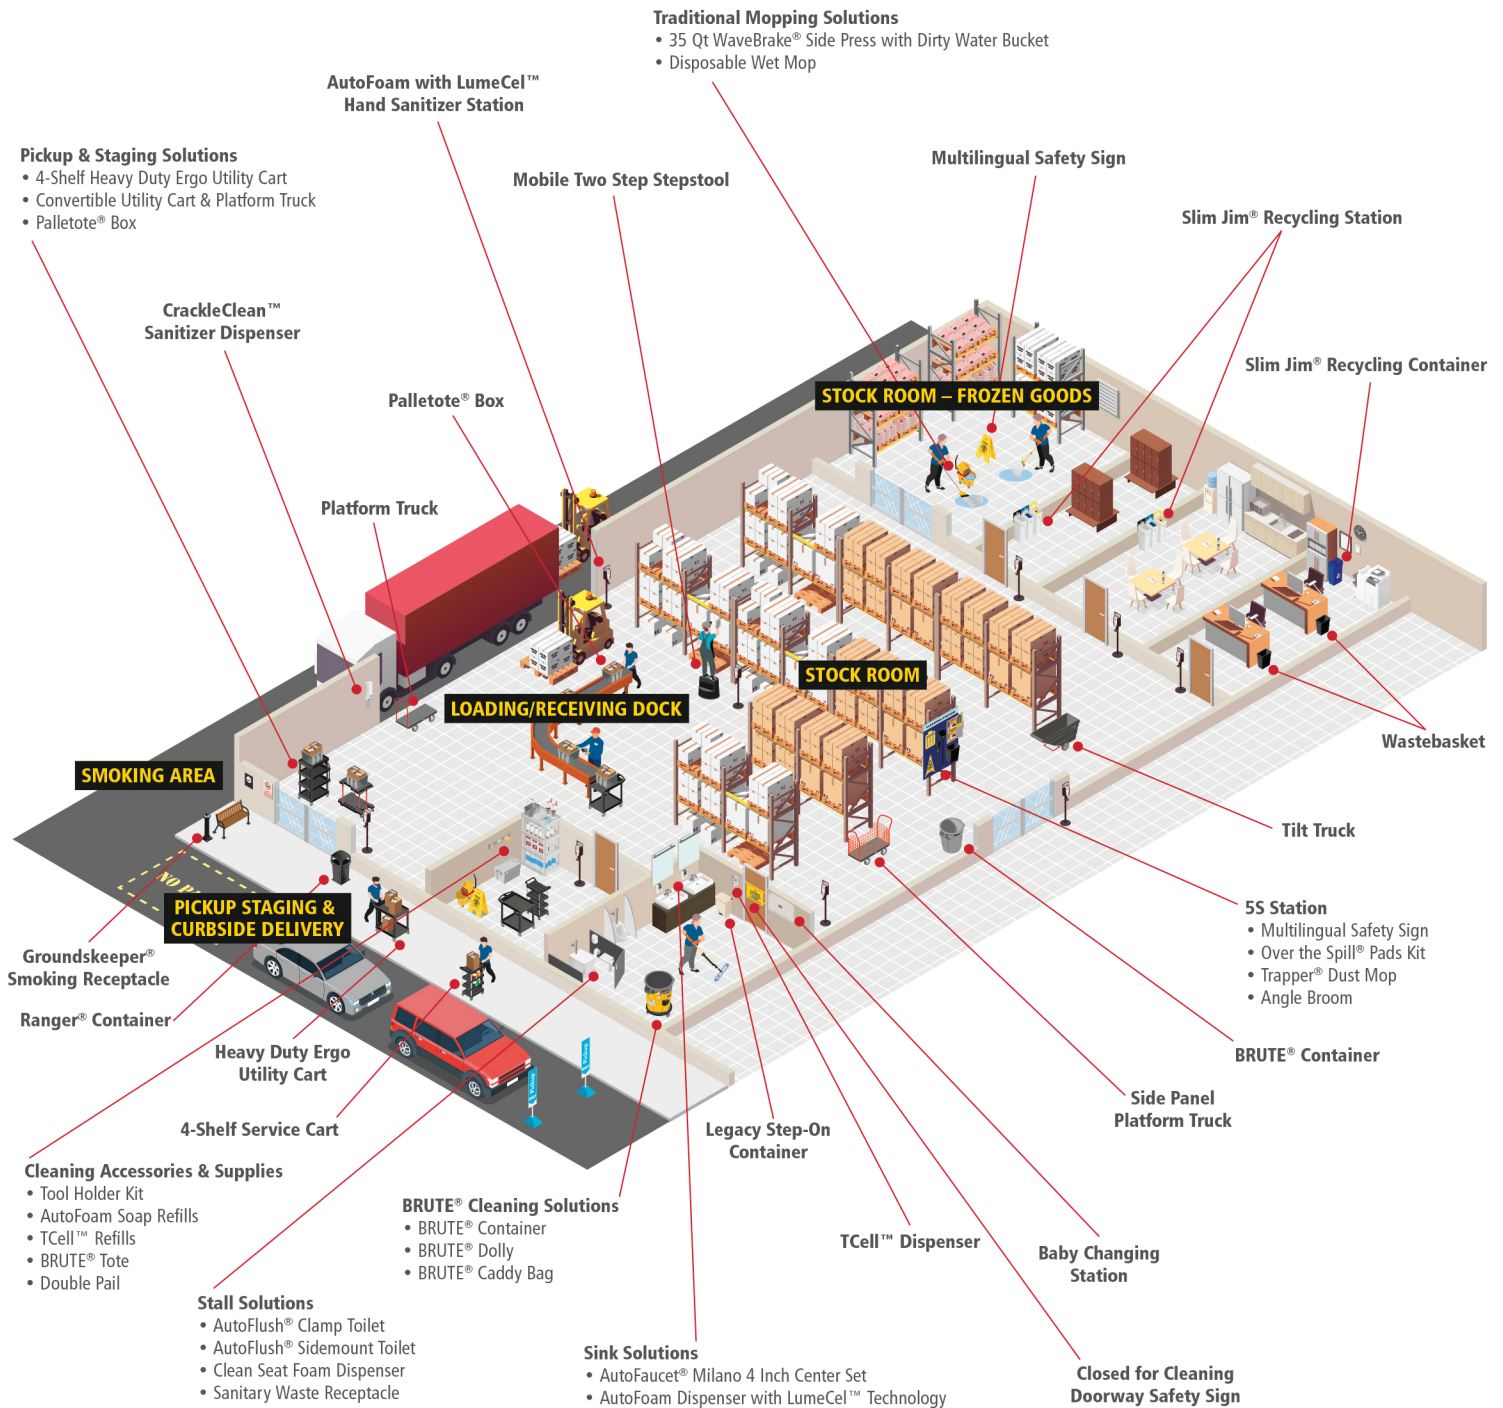 Traditional Mopping Solutions
• 35 Qt WaveBrake® Side Press with Dirty Water Bucket
• Disposable Wet Mop
AutoFoam with LumeCel™
Hand Sanitizer Station
Pickup & Staging Solutions
• 4-Shelf Heavy Duty Ergo Utility Cart
• Convertible Utility Cart & Platform Truck
• Palletote® Box
Mobile Two Step Stepstool
Multilingual Safety Sign
Slim Jim® Recycling Station
CrackleClean™
Sanitizer Dispenser
Slim Jim® Recycling Container
Palletote® Box
STOCK ROOM – FROZEN GOODS
Platform Truck
STOCK ROOM
LOADING/RECEIVING DOCK
Wastebasket
SMOKING AREA
Tilt Truck
NO P
PICKUP STAGING &
CURBSIDE DELIVERY
5S Station
• Multilingual Safety Sign
• Over the Spill® Pads Kit
• Trapper® Dust Mop
• Angle Broom
Groundskeeper®
Smoking Receptacle
Ranger® Container
Heavy Duty Ergo
Utility Cart
Pickup
Pickup
BRUTE® Container
Side Panel
Platform Truck
4-Shelf Service Cart
Legacy Step-On
Container
Cleaning Accessories & Supplies
• Tool Holder Kit
• AutoFoam Soap Refills
• TCell™ Refills
• BRUTE® Tote
• Double Pail
BRUTE® Cleaning Solutions
• BRUTE® Container
• BRUTE® Dolly
• BRUTE® Caddy Bag
TCell™ Dispenser
Baby Changing
Station
Stall Solutions
• AutoFlush® Clamp Toilet
• AutoFlush® Sidemount Toilet
• Clean Seat Foam Dispenser
• Sanitary Waste Receptacle
Sink Solutions
• AutoFaucet® Milano 4 Inch Center Set
• AutoFoam Dispenser with LumeCel™ Technology
Closed for Cleaning
Doorway Safety Sign